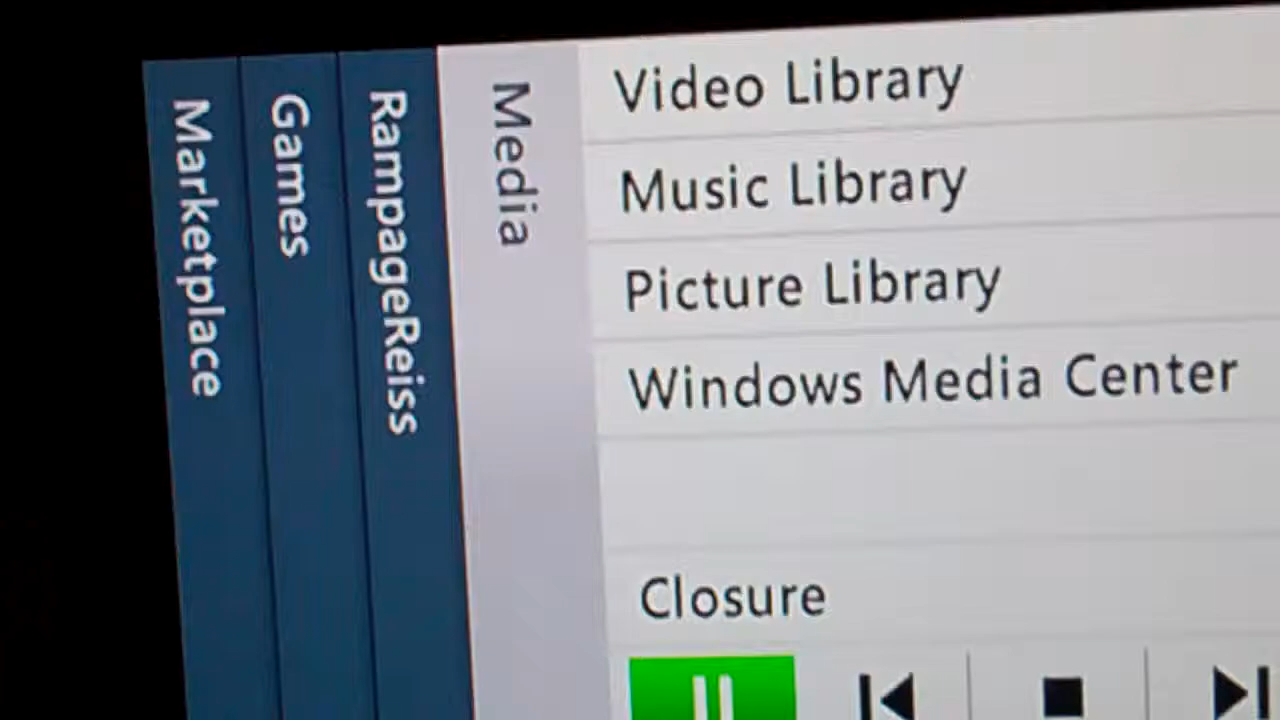 Marketplace
Games
RampageReiss
Media
Video Library
Music Library
Picture Library
Windows Media Center
Closure